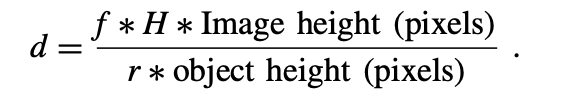 d = f * H * Image height (pixels) / r * object height (pixels) .